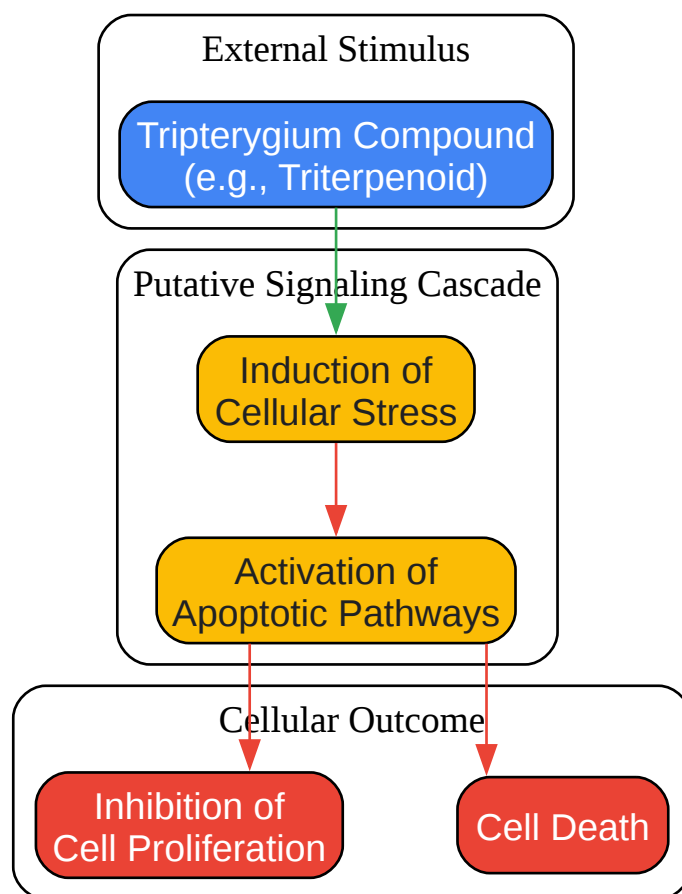 External Stimulus
Tripterygium Compound
(e.g., Triterpenoid)
Putative Signaling Cascade
Induction of
Cellular Stress
Activation of
Apoptotic Pathways
Cellular Outcome
Inhibition of
Cell Proliferation
Cell Death